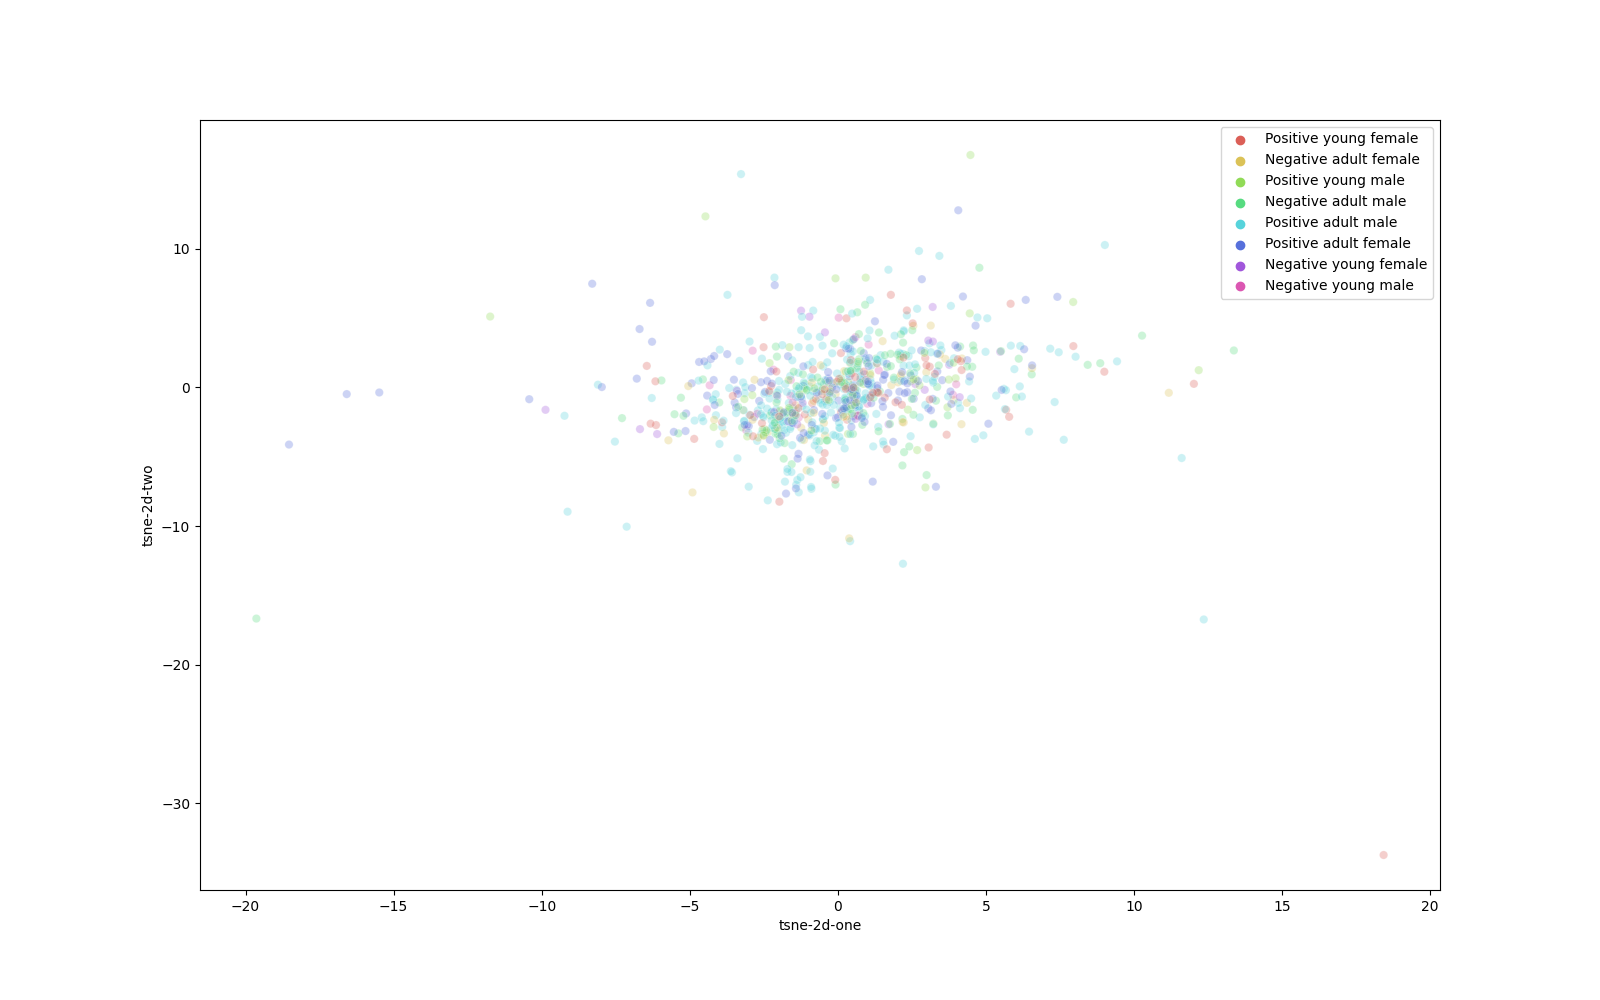 Positive young female
Negative adult female
Positive young male
Negative adult male
Positive adult male
Positive adult female
Negative young female
Negative young male
10
0
−10
−20
−30
tsne-2d-two
−20 −15 −10 −5 0 5 10 15 20
tsne-2d-one